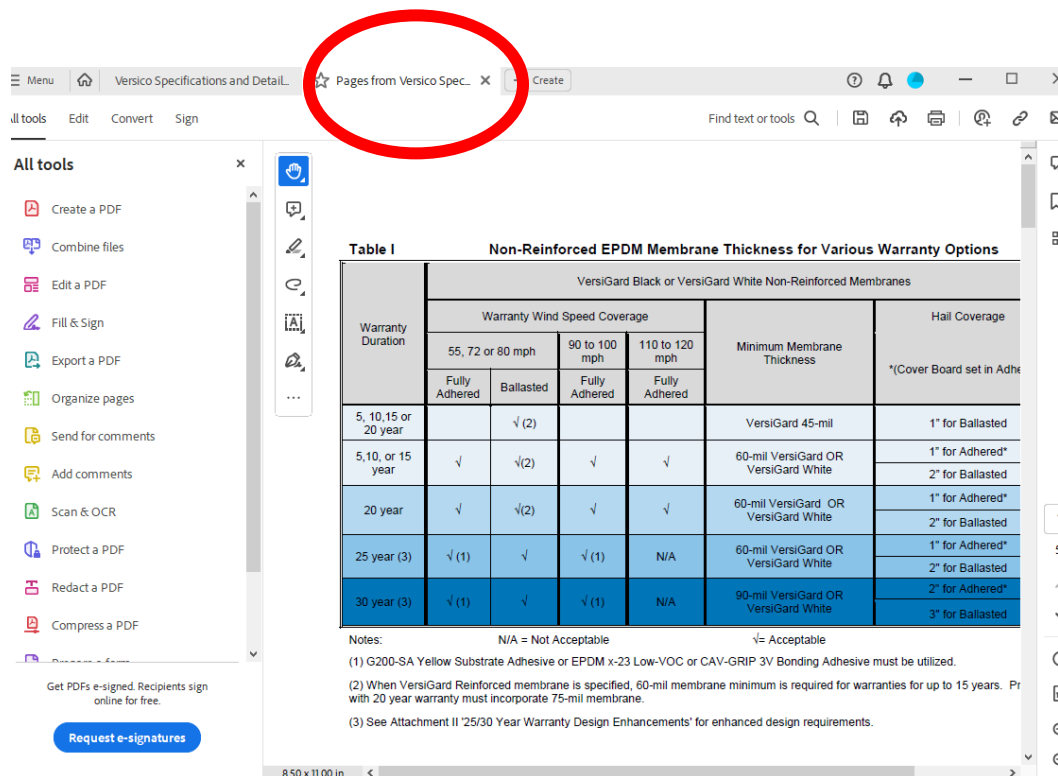 Menu Versico Specifications and Detail... Pages from Versico Spec... × + Create
All tools Edit Convert Sign Find text or tools
All tools ×
Create a PDF
Combine files
Edit a PDF
Fill & Sign
Export a PDF
Organize pages
Send for comments
Add comments
Scan & OCR
Protect a PDF
Redact a PDF
Compress a PDF
Get PDFs e-signed. Recipients sign
online for free.
Request e-signatures
Table I Non-Reinforced EPDM Membrane Thickness for Various Warranty Options
Warranty
Duration
VersiGard Black or VersiGard White Non-Reinforced Membranes
Warranty Wind Speed Coverage
Minimum Membrane
Thickness
Hail Coverage
*(Cover Board set in Adhe
55, 72 or 80 mph
90 to 100
mph
110 to 120
mph
Fully
Adhered
Ballasted
Fully
Adhered
Fully
Adhered
5, 10,15 or
20 year
√ (2)
VersiGard 45-mil
1" for Ballasted
5,10, or 15
year
√ √(2) √ √
60-mil VersiGard OR
VersiGard White
1" for Adhered*
2" for Ballasted
20 year
√ √(2) √ √
60-mil VersiGard OR
VersiGard White
1" for Adhered*
2" for Ballasted
25 year (3)
√ (1) √ √ (1) N/A
60-mil VersiGard OR
VersiGard White
1" for Adhered*
2" for Ballasted
30 year (3)
√ (1) √ √ (1) N/A
90-mil VersiGard OR
VersiGard White
2" for Adhered*
3" for Ballasted
Notes: N/A = Not Acceptable √= Acceptable
(1) G200-SA Yellow Substrate Adhesive or EPDM x-23 Low-VOC or CAV-GRIP 3V Bonding Adhesive must be utilized.
(2) When VersiGard Reinforced membrane is specified, 60-mil membrane minimum is required for warranties for up to 15 years. Pr
with 20 year warranty must incorporate 75-mil membrane.
(3) See Attachment II '25/30 Year Warranty Design Enhancements' for enhanced design requirements.
8.50 x 11.00 in